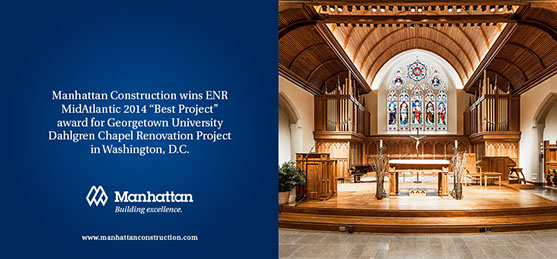 Manhattan Construction wins ENR
MidAtlantic 2014 “Best Project”
award for Georgetown University
Dahlgren Chapel Renovation Project
in Washington, D.C.
Manhattan
Building excellence.
www.manhattanconstruction.com